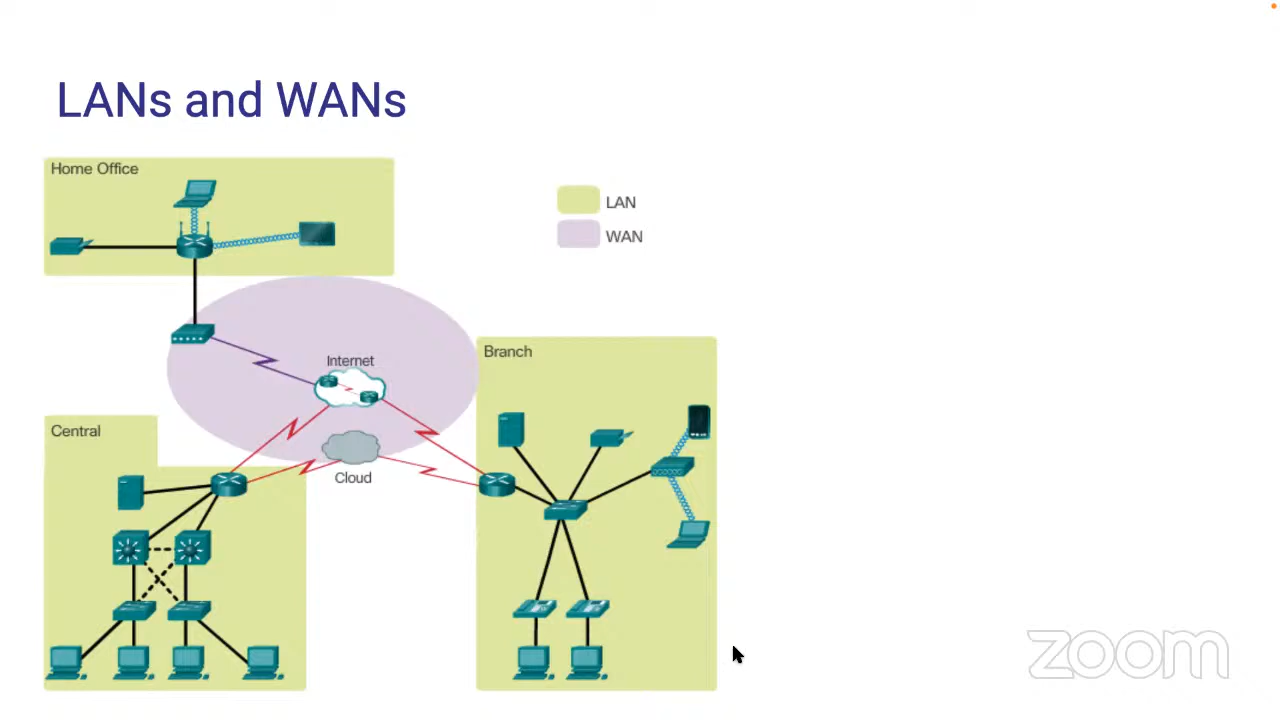 LANs and WANs
Home Office
LAN
WAN
Internet
Branch
Central
Cloud
zoom